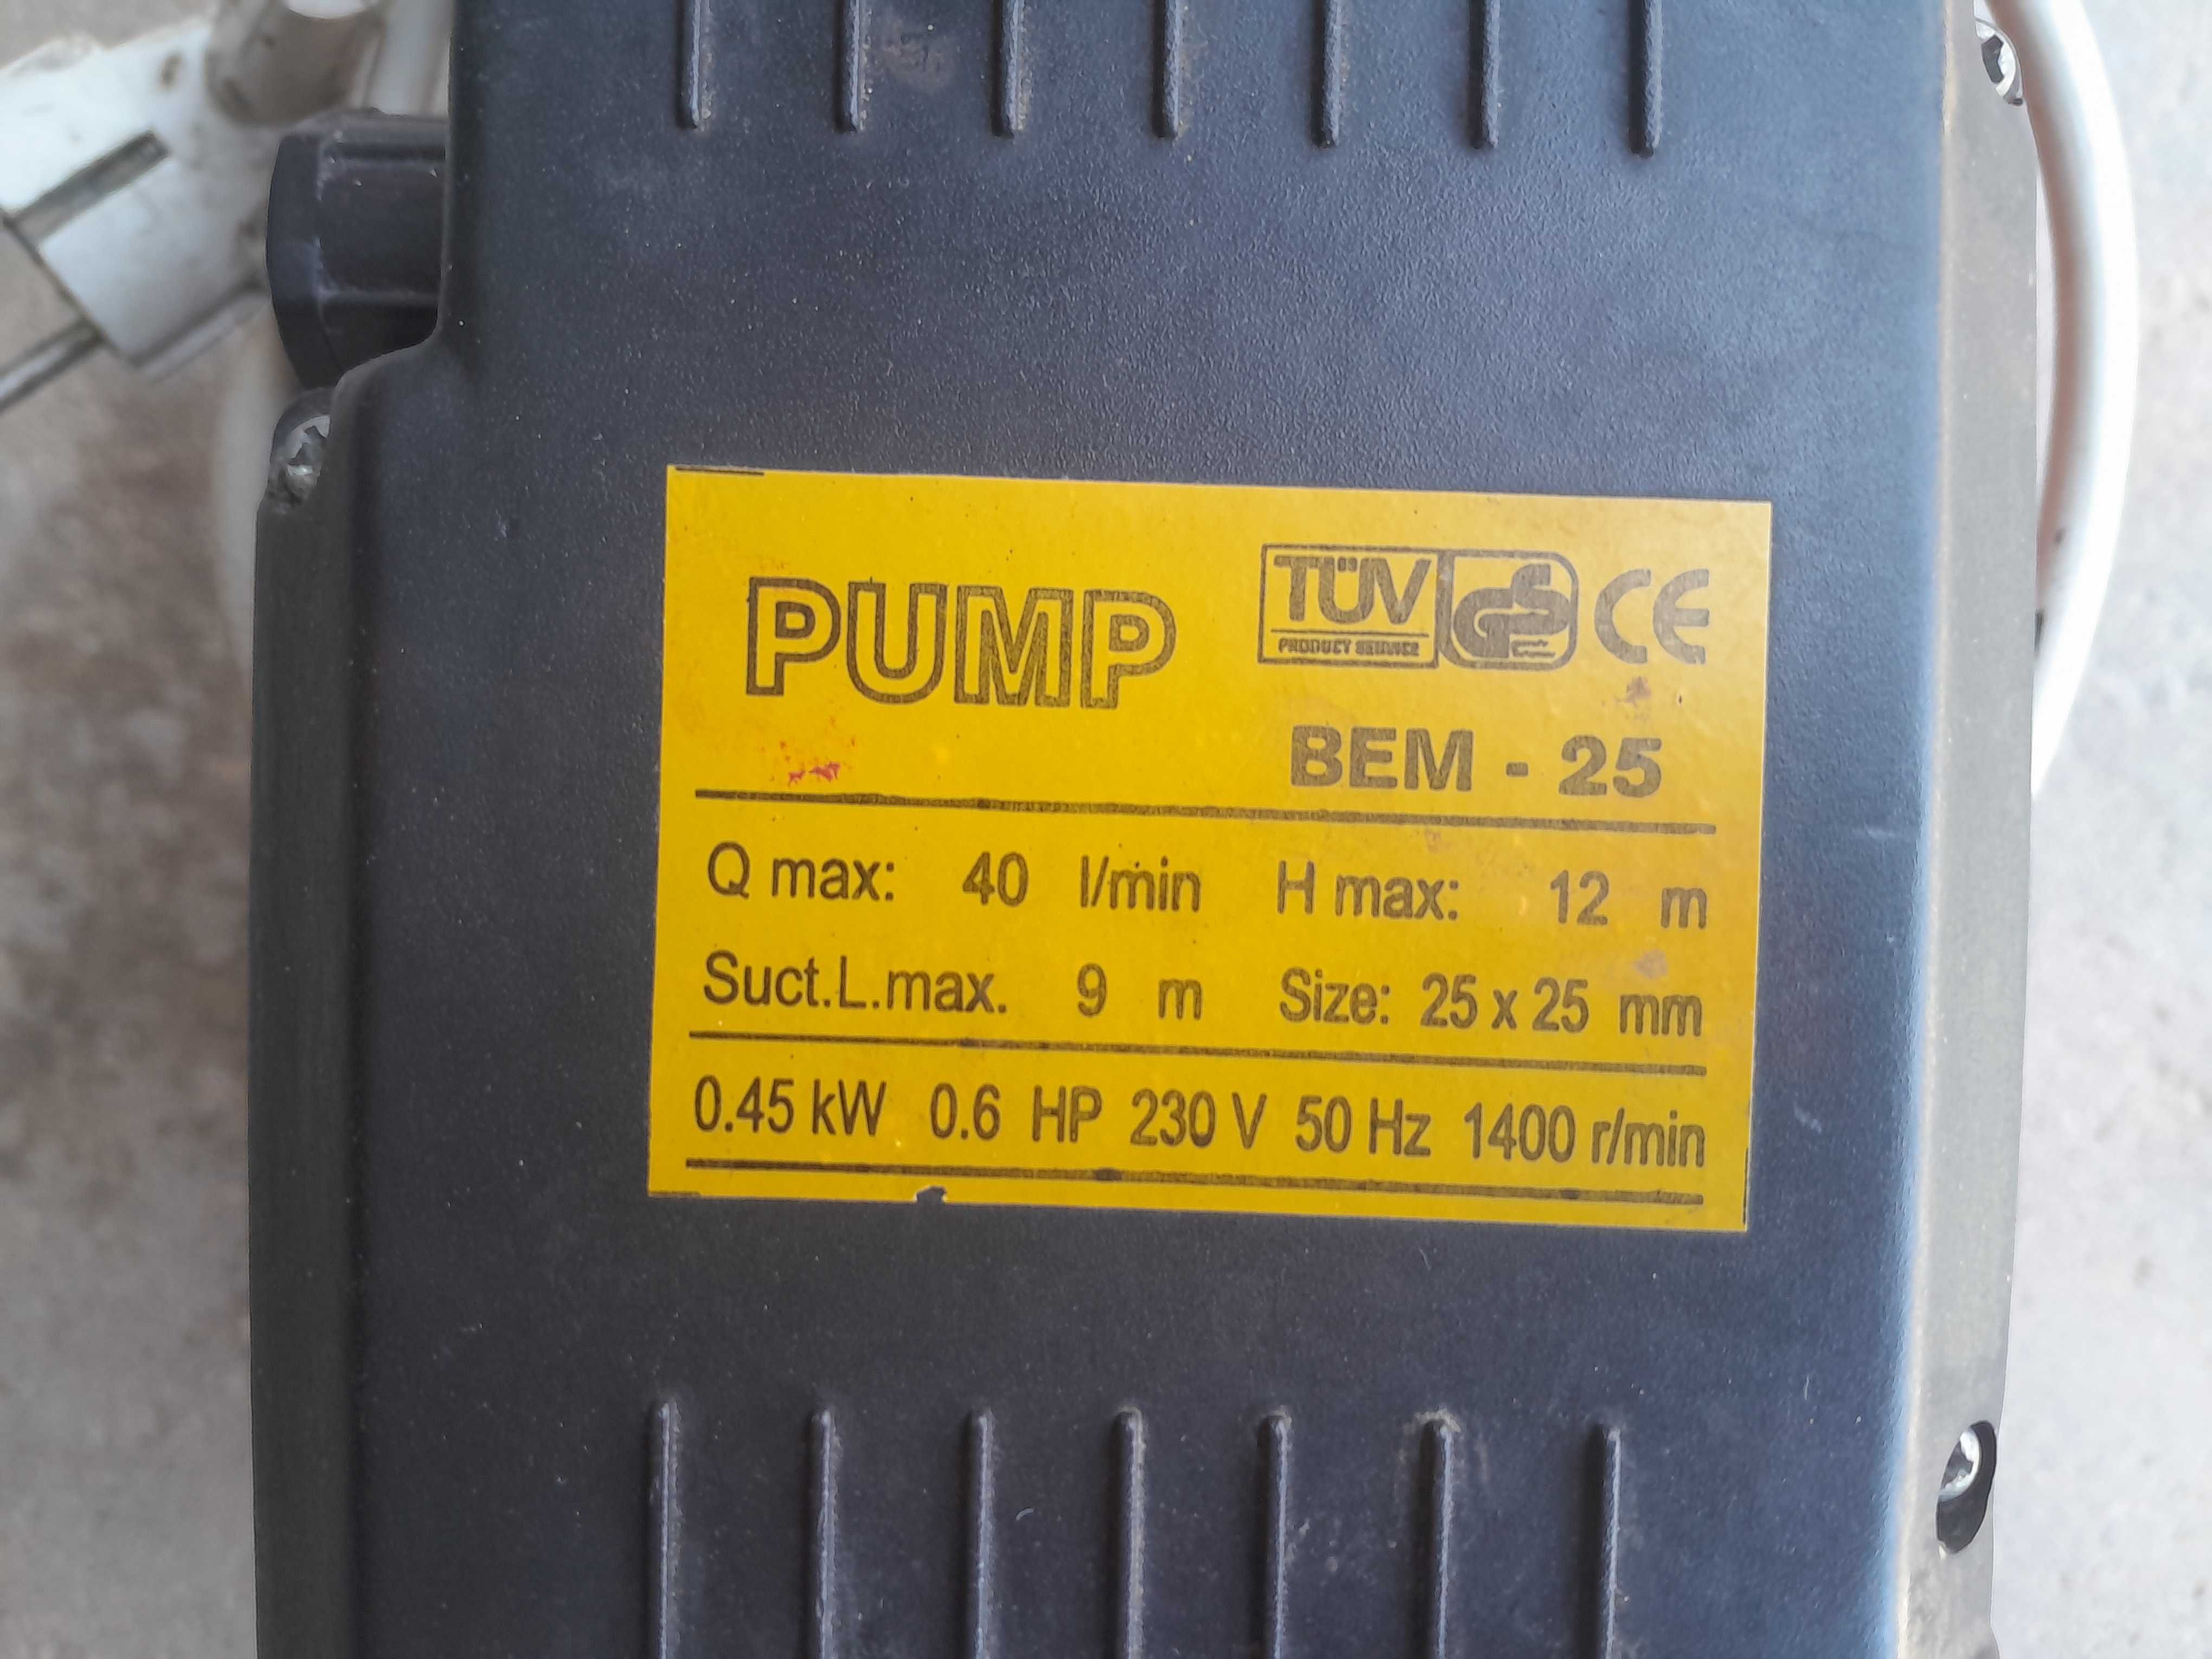 PUMP
TÜV
PRODUCT SERVICE
GS
CE
BEM - 25
Q max: 40 l/min H max: 12 m
Suct.L.max. 9 m Size: 25 x 25 mm
0.45 kW 0.6 HP 230 V 50 Hz 1400 r/min